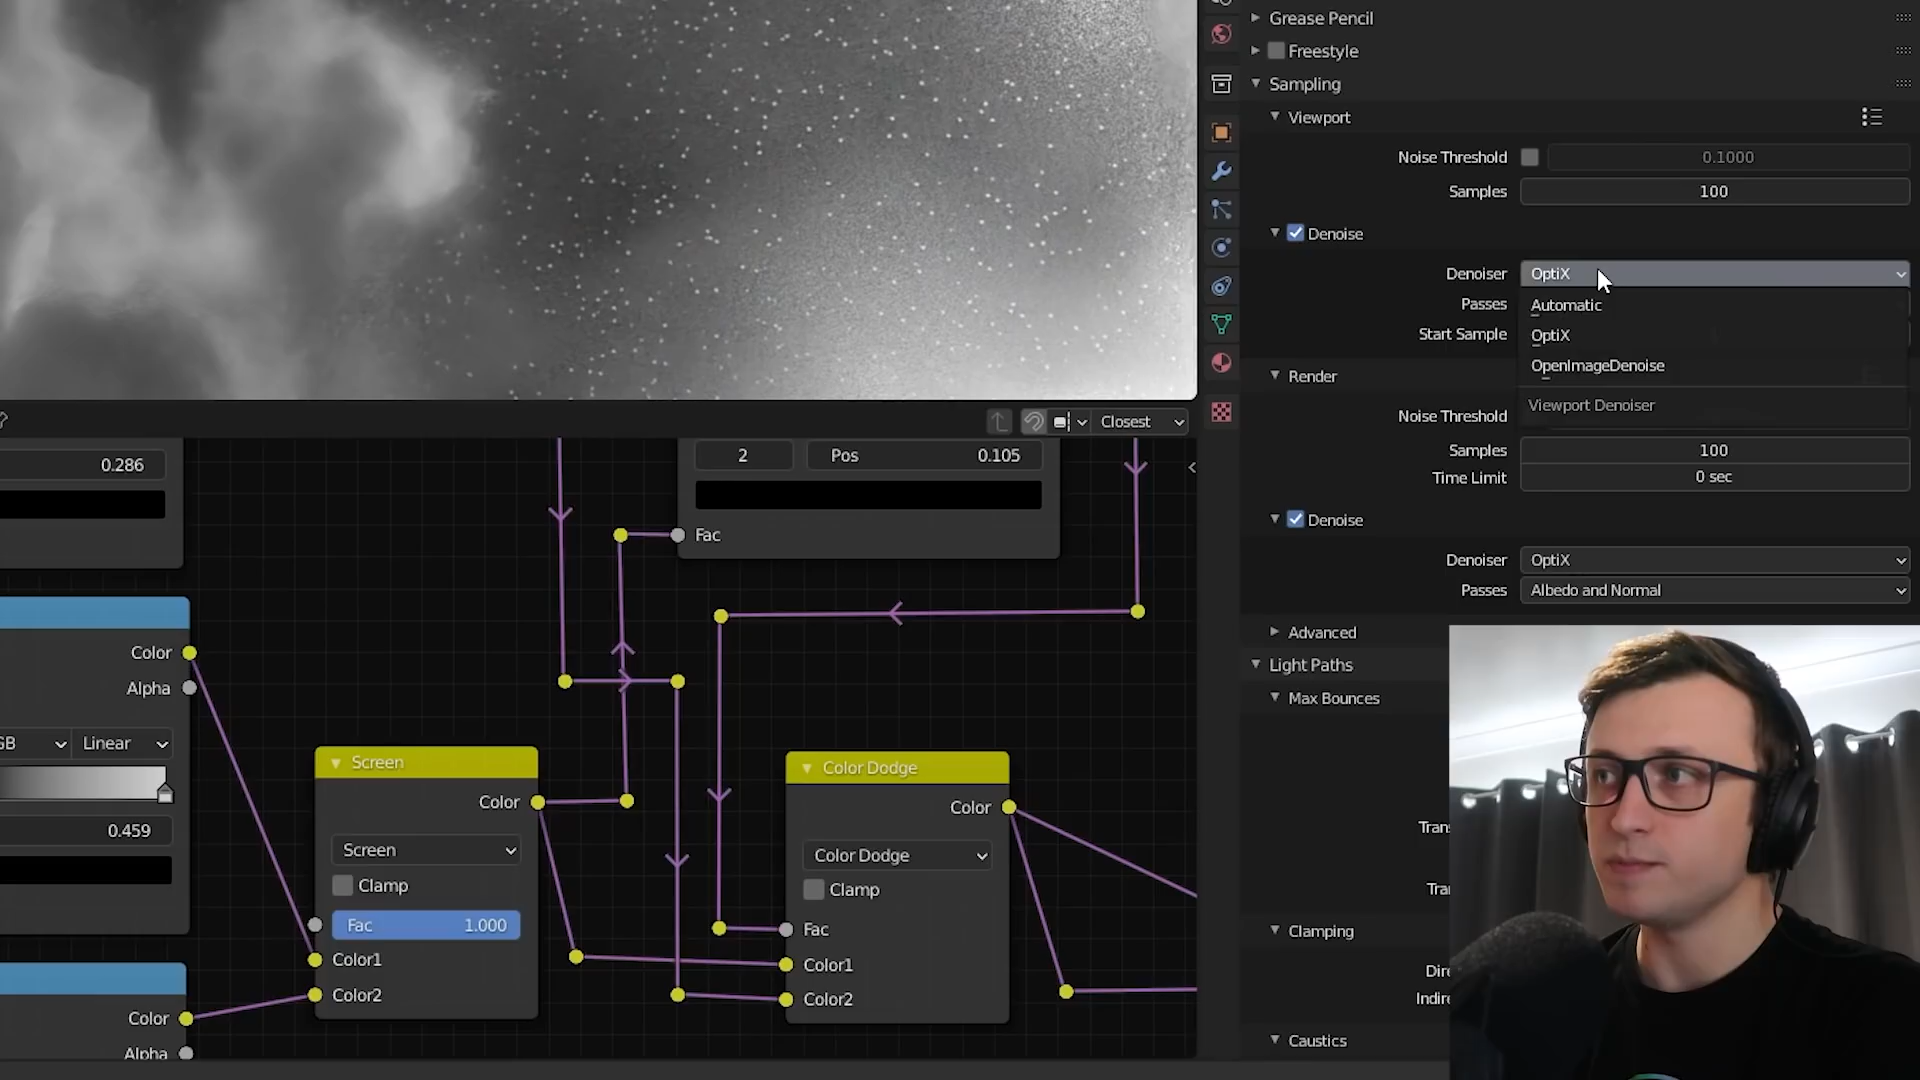 Grease Pencil
Freestyle
Sampling
Viewport
Noise Threshold 0.1000
Samples 100
Denoise
Denoiser OptiX
Passes Automatic
Start Sample OptiX
OpenImageDenoise
Render
Viewport Denoiser
Noise Threshold
Samples 100
Time Limit 0 sec
Denoise
Denoiser OptiX
Passes Albedo and Normal
Advanced
Light Paths
Max Bounces
Clamping
Caustics
Closest
0.286
2 Pos 0.105
Fac
Color
Alpha
Linear
0.459
Color
Alpha
Screen
Color
Screen
Clamp
Fac 1.000
Color1
Color2
Color Dodge
Color
Color Dodge
Clamp
Fac
Color1
Color2